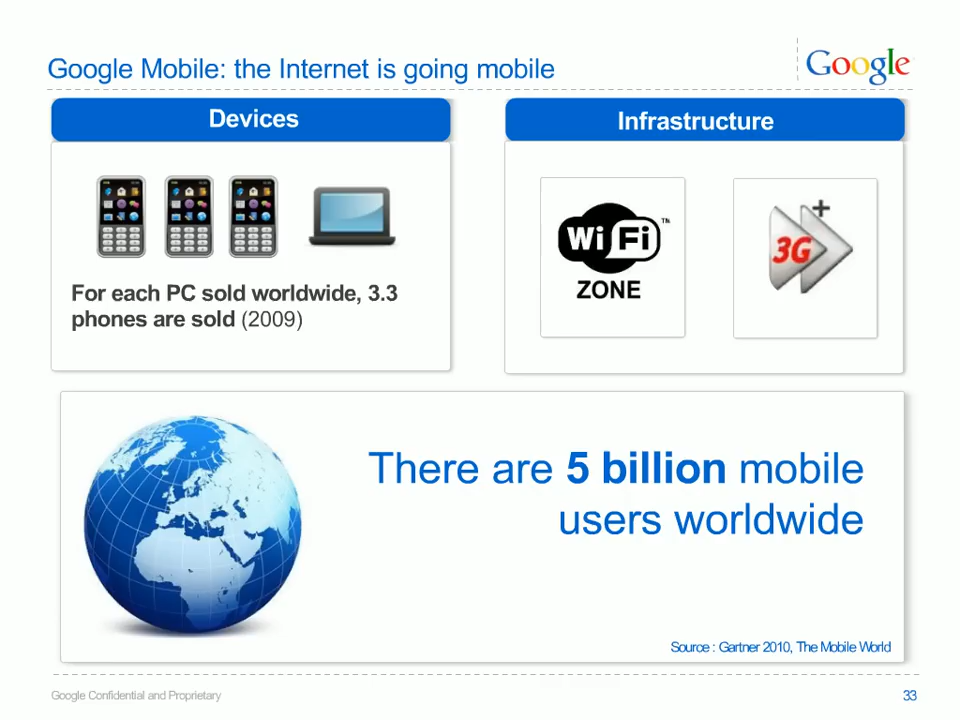 Google Mobile: the Internet is going mobile
Google
Devices
Infrastructure
For each PC sold worldwide, 3.3
phones are sold (2009)
Wi Fi TM
ZONE
3G+
There are 5 billion mobile
users worldwide
Source : Gartner 2010, The Mobile World
Google Confidential and Proprietary
33